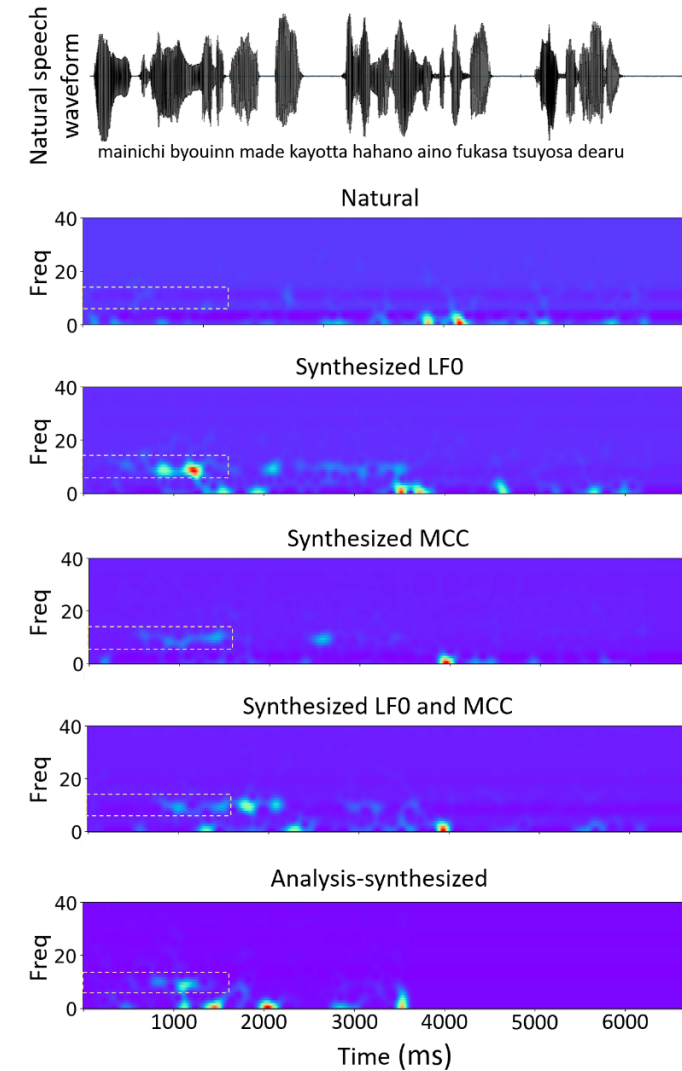 Natural speech
waveform
mainichi byouinn made kayotta hahano aino fukasa tsuyosa dearu
Natural
Freq
40
20
0
Synthesized LF0
Freq
40
20
0
Synthesized MCC
Freq
40
20
0
Synthesized LF0 and MCC
Freq
40
20
0
Analysis-synthesized
Freq
40
20
0
1000 2000 3000 4000 5000 6000
Time (ms)